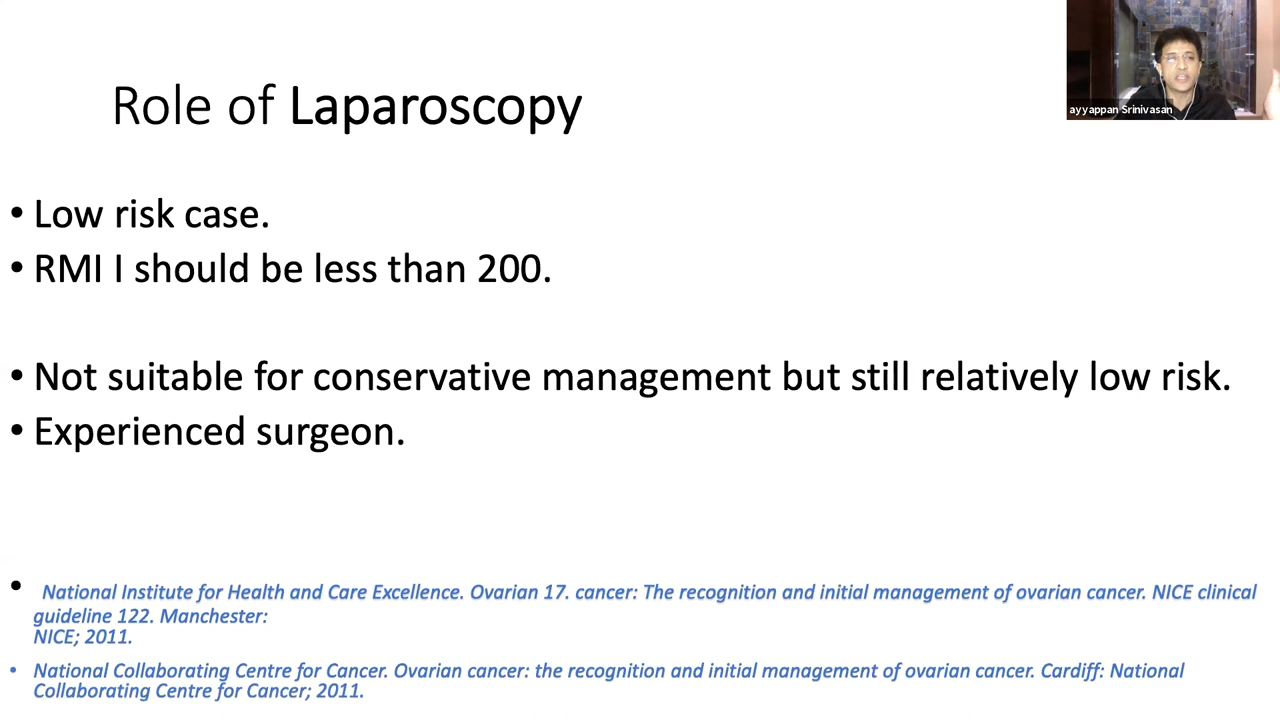 Role of Laparoscopy
ayyappan Srinivasan
• Low risk case.
• RMI I should be less than 200.
• Not suitable for conservative management but still relatively low risk.
• Experienced surgeon.
• National Institute for Health and Care Excellence. Ovarian 17. cancer: The recognition and initial management of ovarian cancer. NICE clinical
guideline 122. Manchester:
NICE; 2011.
• National Collaborating Centre for Cancer. Ovarian cancer: the recognition and initial management of ovarian cancer. Cardiff: National
Collaborating Centre for Cancer; 2011.